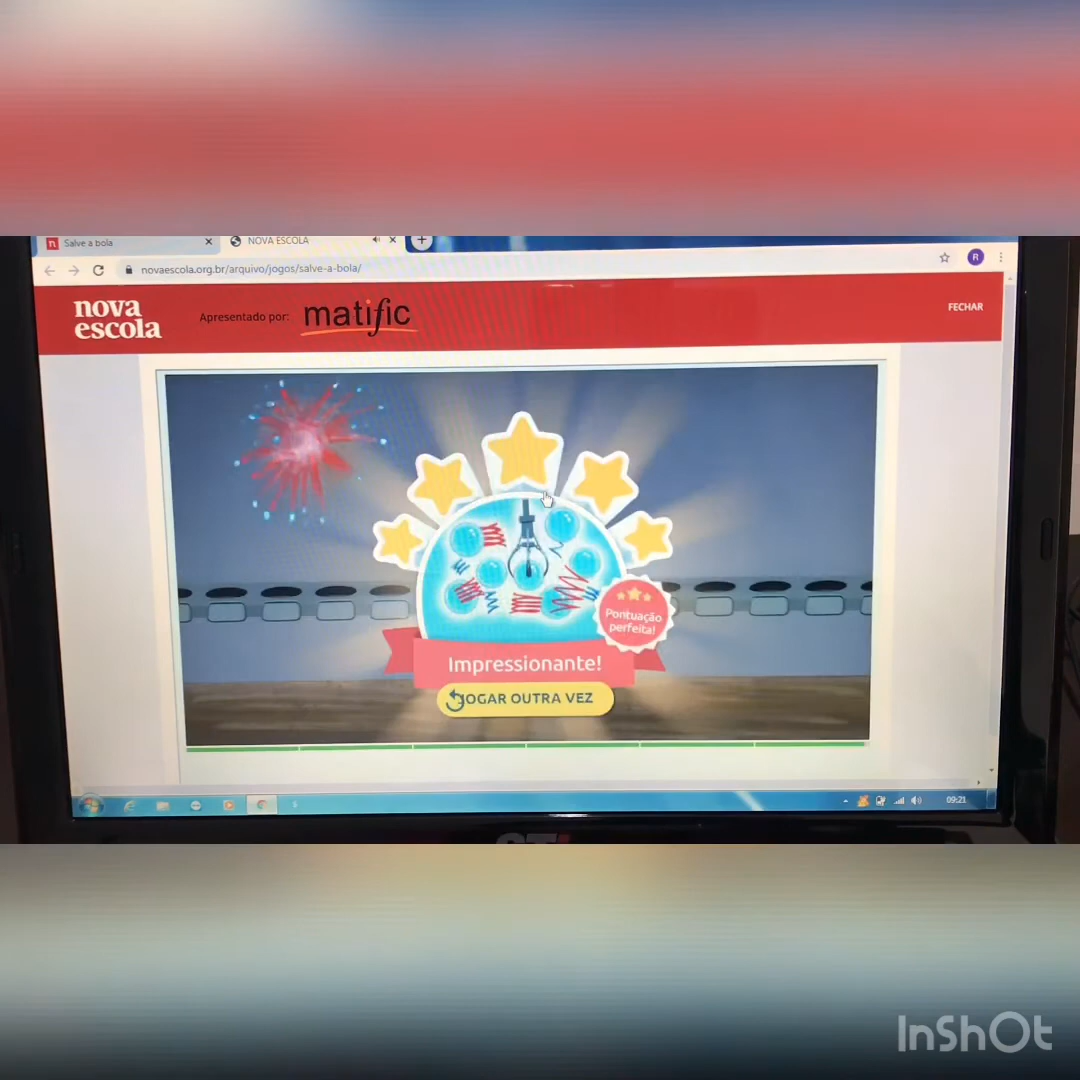 Salve a bola
NOVA ESCOLA
novaescola.org.br/arquivo/jogos/salve-a-bola/
R
nova
escola
Apresentado por:
matific
FECHAR
Pontuação
perfeita!
Impressionante!
JOGAR OUTRA VEZ
09:21
InShOt